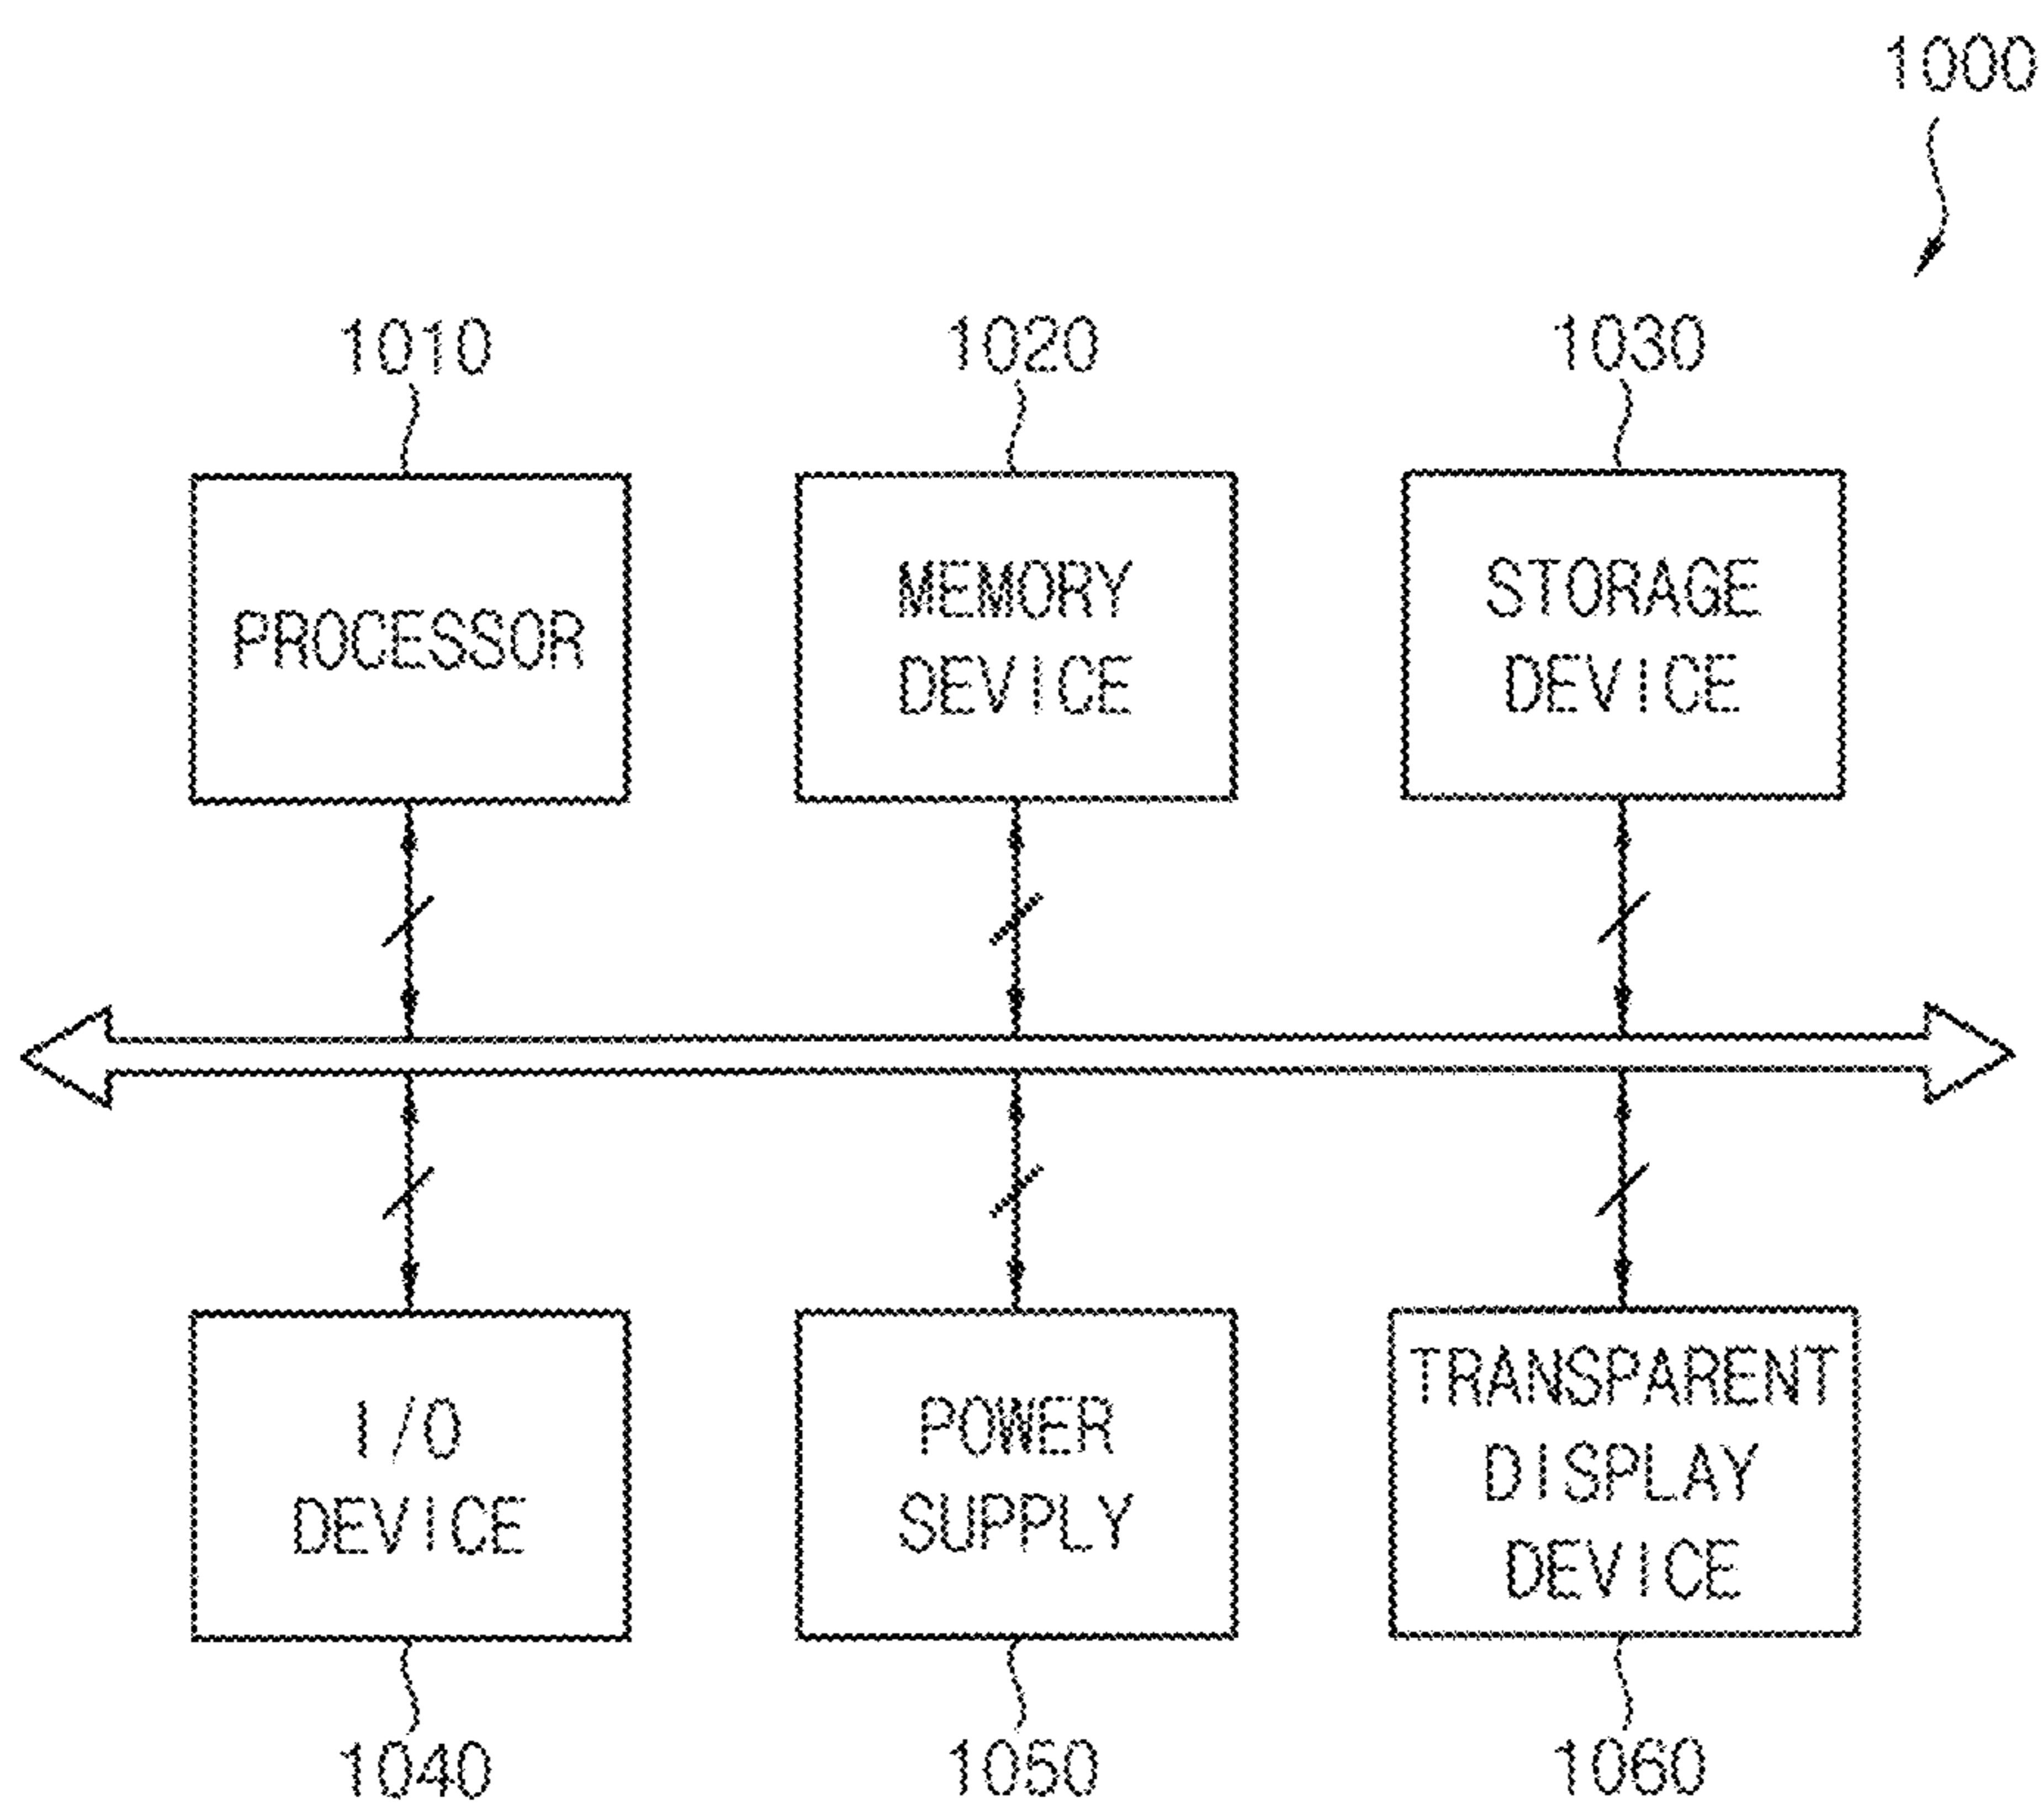 1000
1010
1020
1030
PROCESSOR
MEMORY
DEVICE
STORAGE
DEVICE
I/O
DEVICE
POWER
SUPPLY
TRANSPARENT
DISPLAY
DEVICE
1040
1050
1060